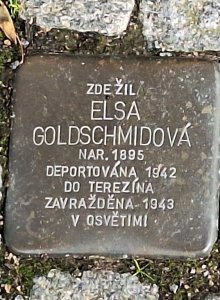 ZDE ŽIL
ELSA
GOLDSCHMIDOVÁ
NAR. 1895
DEPORTOVÁNA 1942
DO TEREZÍNA
ZAVRAŽDĚNA 1943
V OSVĚTIMI